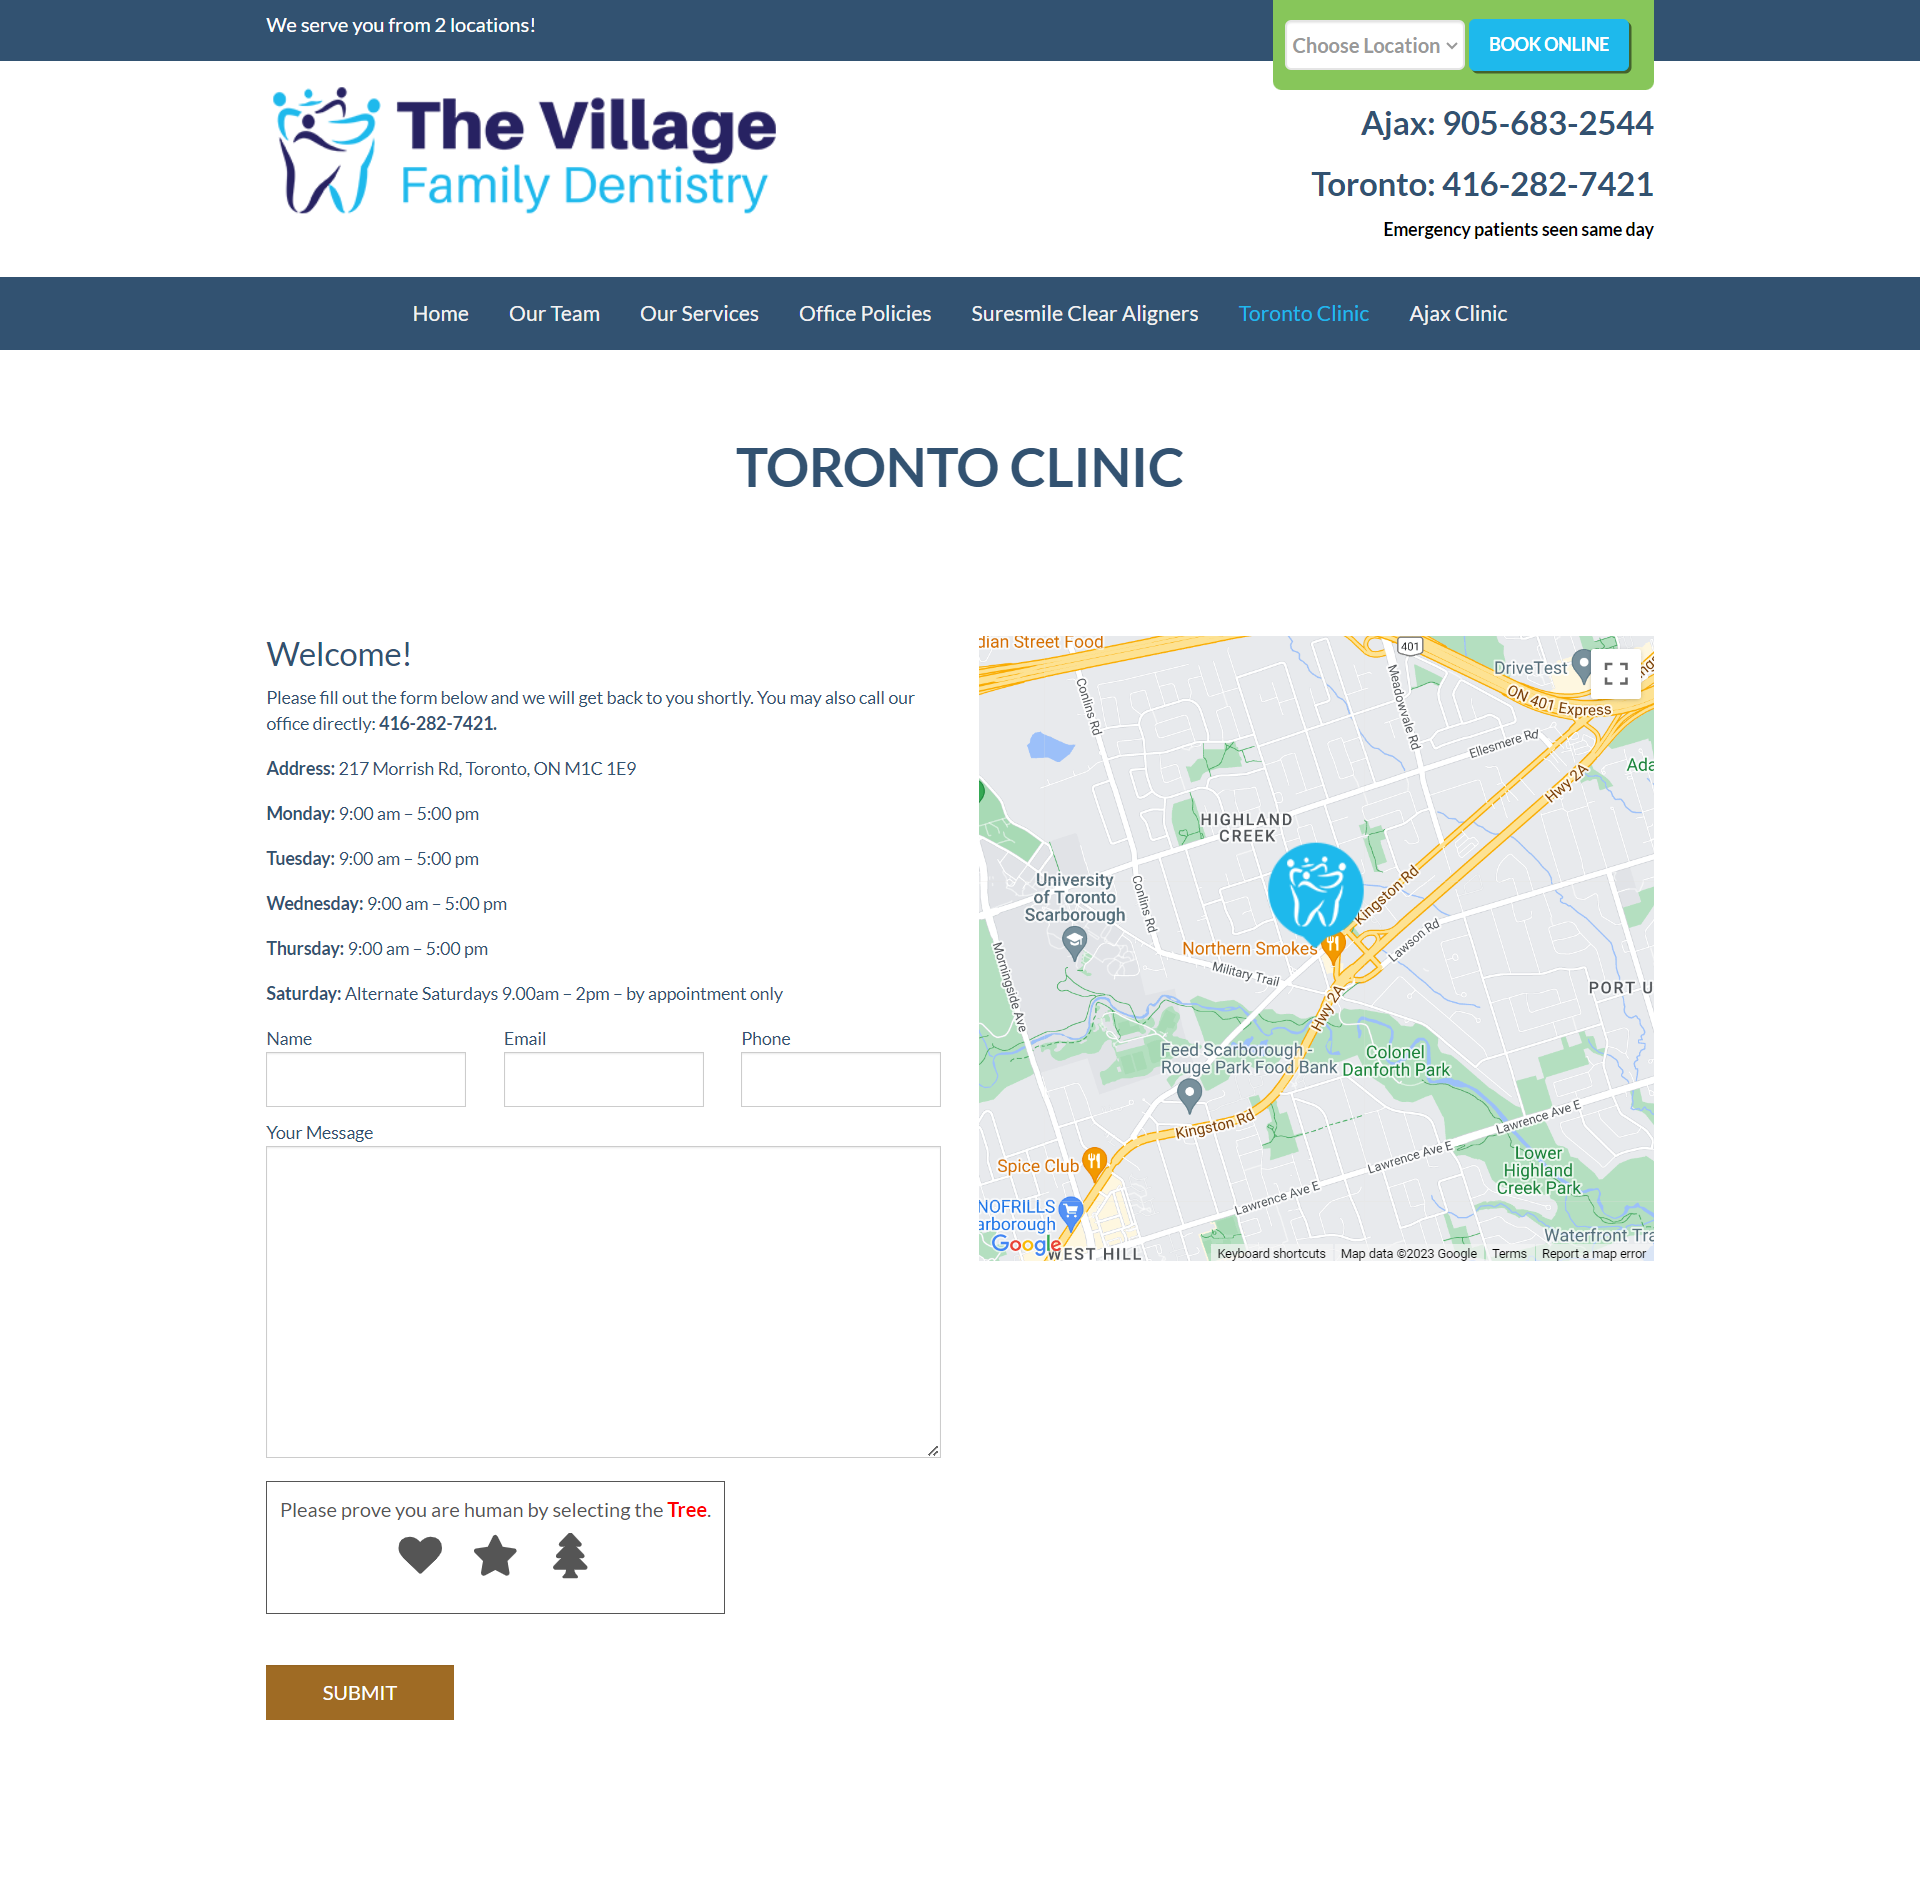 We serve you from 2 locations!
Choose Location
BOOK ONLINE
The Village
Family Dentistry
Ajax: 905-683-2544
Toronto: 416-282-7421
Emergency patients seen same day
Home
Our Team
Our Services
Office Policies
Suresmile Clear Aligners
Toronto Clinic
Ajax Clinic
TORONTO CLINIC
Welcome!
Please fill out the form below and we will get back to you shortly. You may also call our
office directly: 416-282-7421.
Address: 217 Morrish Rd, Toronto, ON M1C 1E9
Monday: 9:00 am – 5:00 pm
Tuesday: 9:00 am – 5:00 pm
Wednesday: 9:00 am – 5:00 pm
Thursday: 9:00 am – 5:00 pm
Saturday: Alternate Saturdays 9.00am – 2pm – by appointment only
Name
Email
Phone
Your Message
Please prove you are human by selecting the Tree.
SUBMIT
dian Street Food
401
DriveTest
ON 401 Express
Conlins Rd
Meadowvale Rd
Ellesmere Rd
Hwy 2A
Ada
HIGHLAND
CREEK
University
of Toronto
Scarborough
Conlins Rd
Kingston Rd
Lawson Rd
Northern Smokes
Military Trail
Morningside Ave
Hwy 2A
PORT U
Feed Scarborough -
Rouge Park Food Bank
Colonel
Danforth Park
Kingston Rd
Lawrence Ave E
Lawrence Ave E
Lawrence Ave E
Lower
Highland
Creek Park
Spice Club
NOFRILLS
arborough
Google
WEST HILL
Waterfront Tra
Keyboard shortcuts
Map data ©2023 Google
Terms
Report a map error